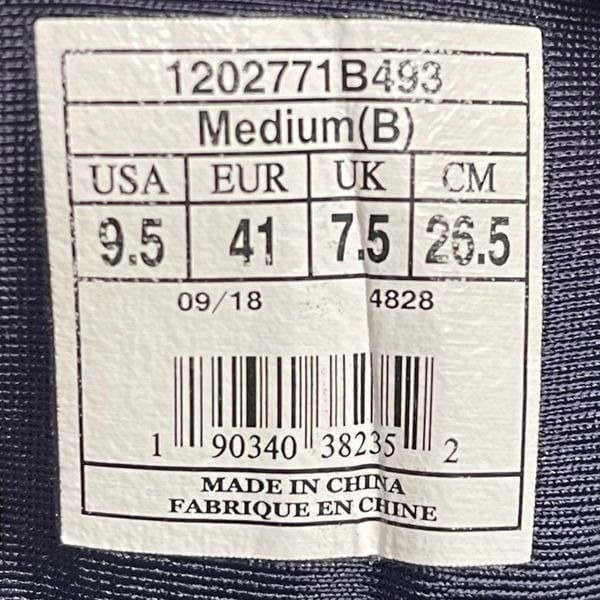 1202771B493
Medium(B)
USA EUR UK CM
9.5 41 7.5 26.5
09/18 4828
1 90340 38235 2
MADE IN CHINA
FABRIQUE EN CHINE